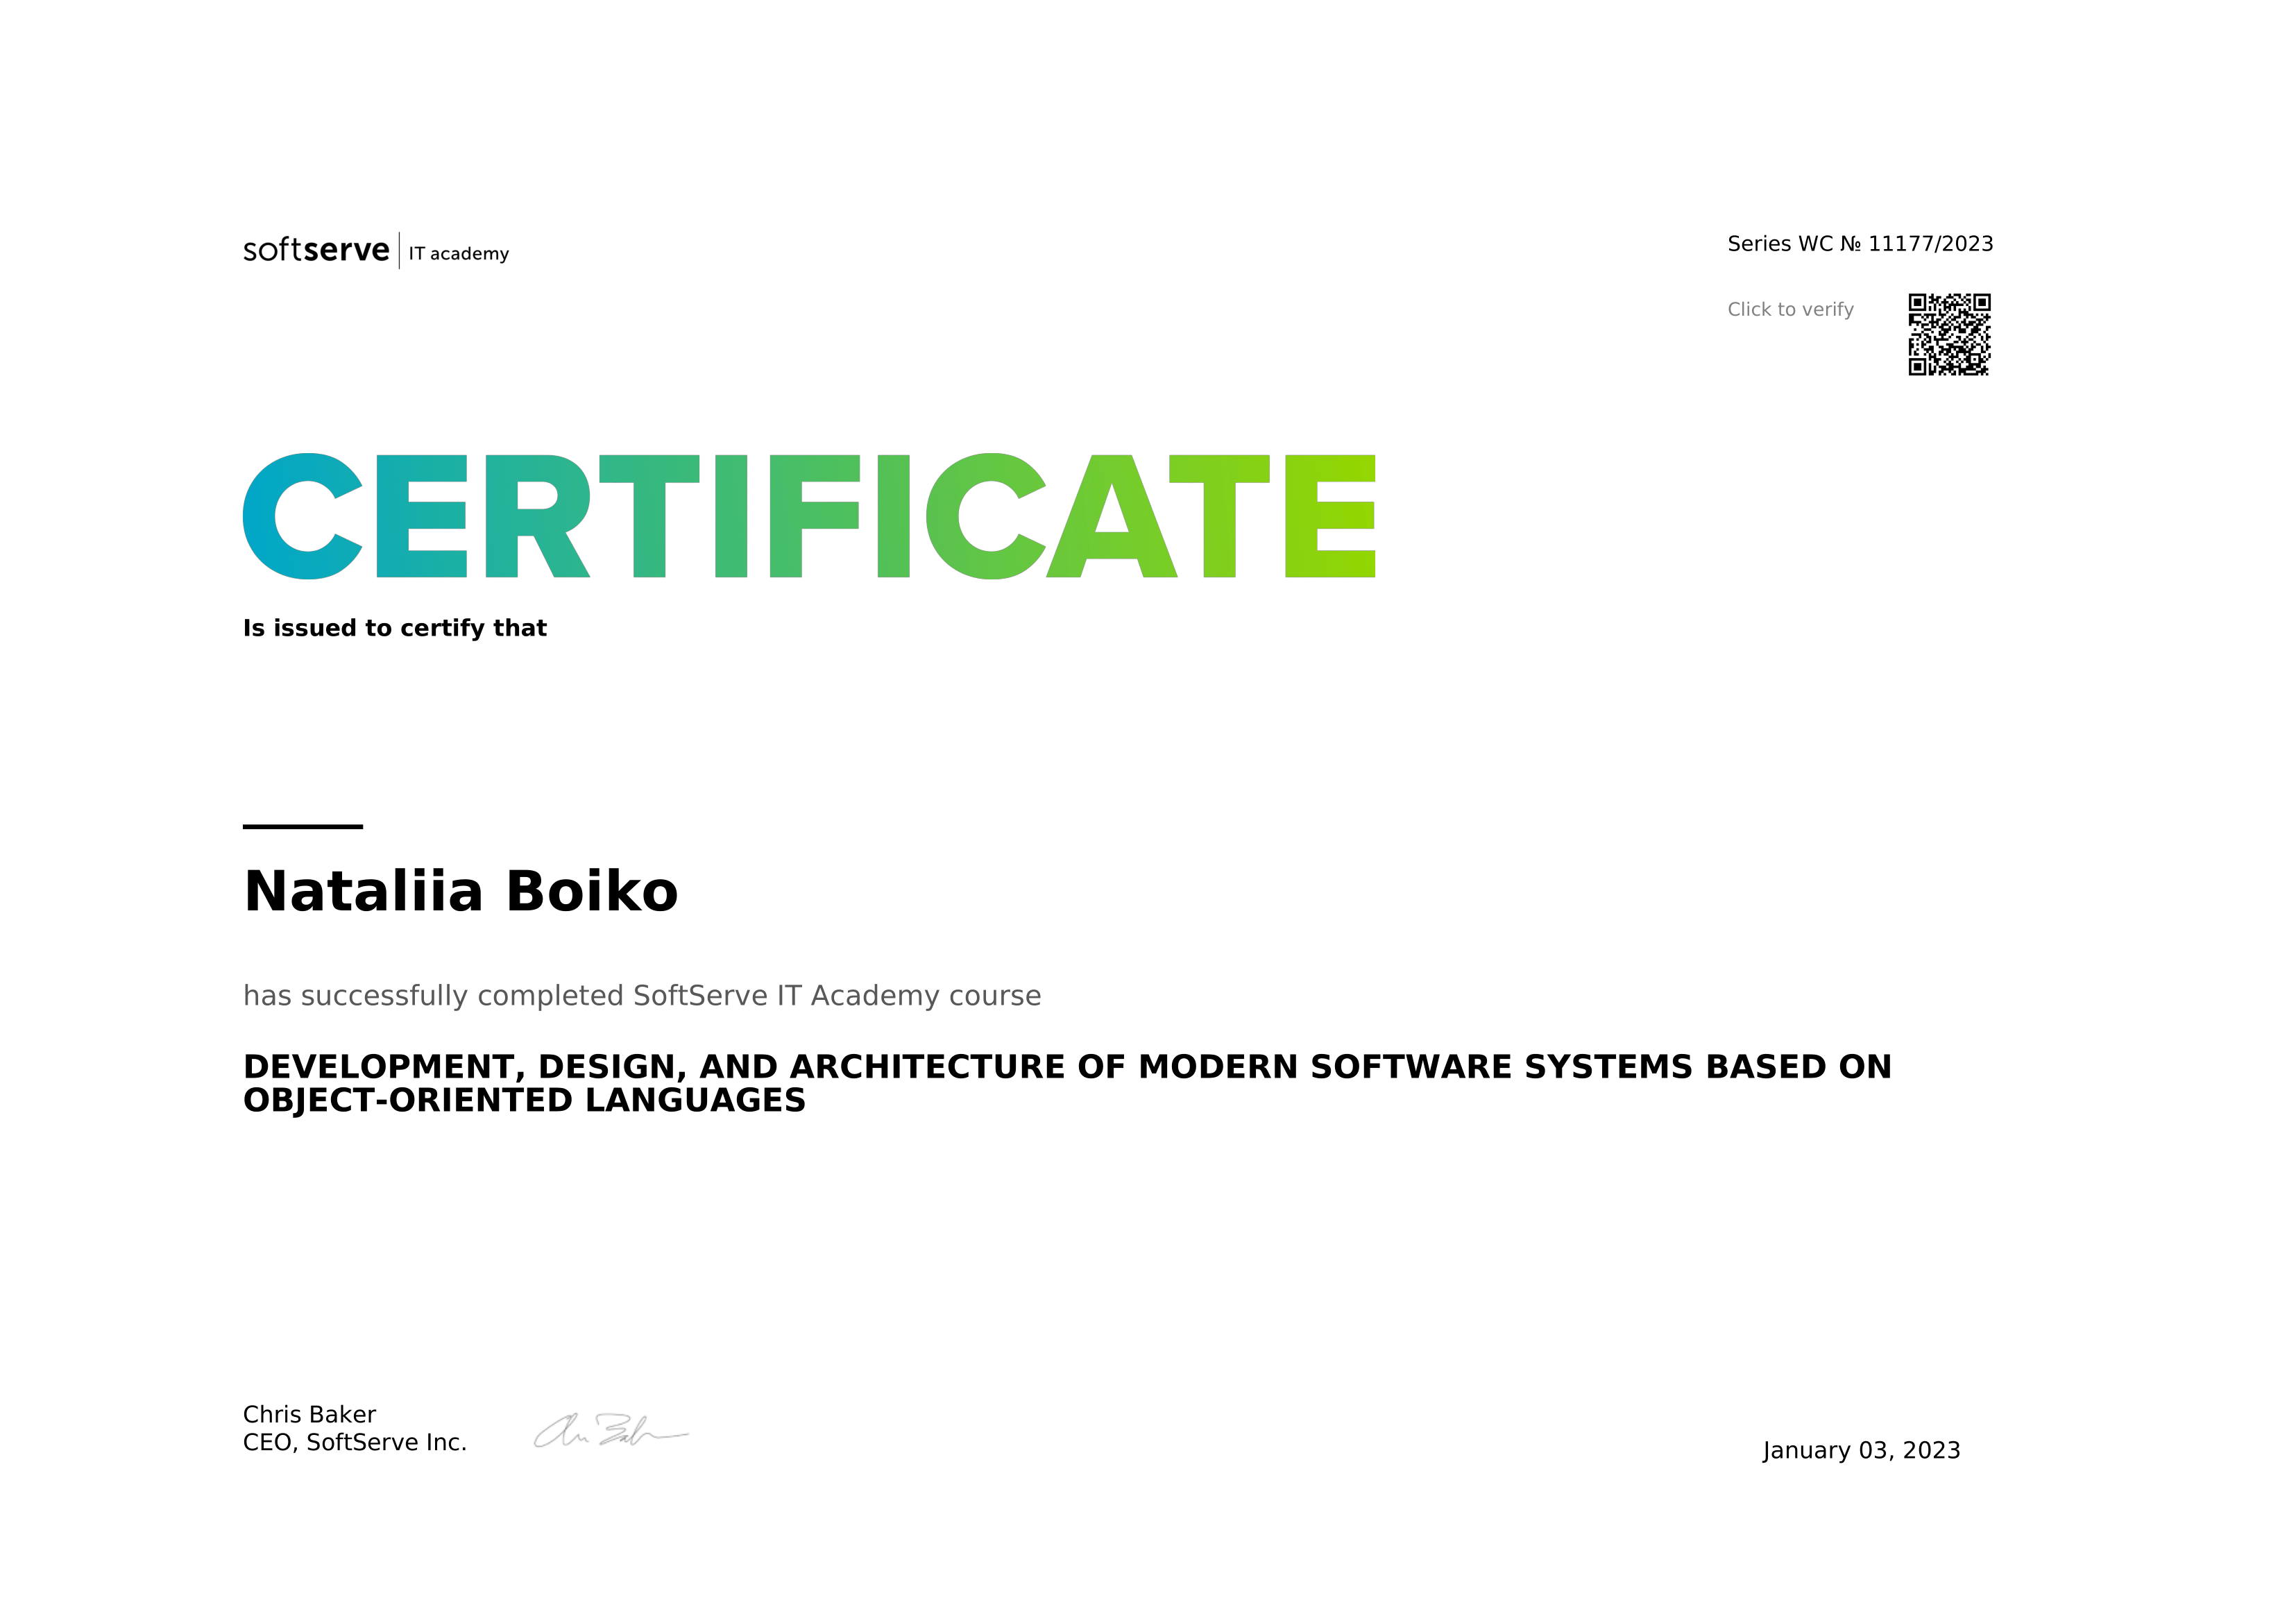 softserve IT academy
Series WC № 11177/2023
Click to verify
CERTIFICATE
Is issued to certify that
Nataliia Boiko
has successfully completed SoftServe IT Academy course
DEVELOPMENT, DESIGN, AND ARCHITECTURE OF MODERN SOFTWARE SYSTEMS BASED ON
OBJECT-ORIENTED LANGUAGES
Chris Baker
CEO, SoftServe Inc.
January 03, 2023